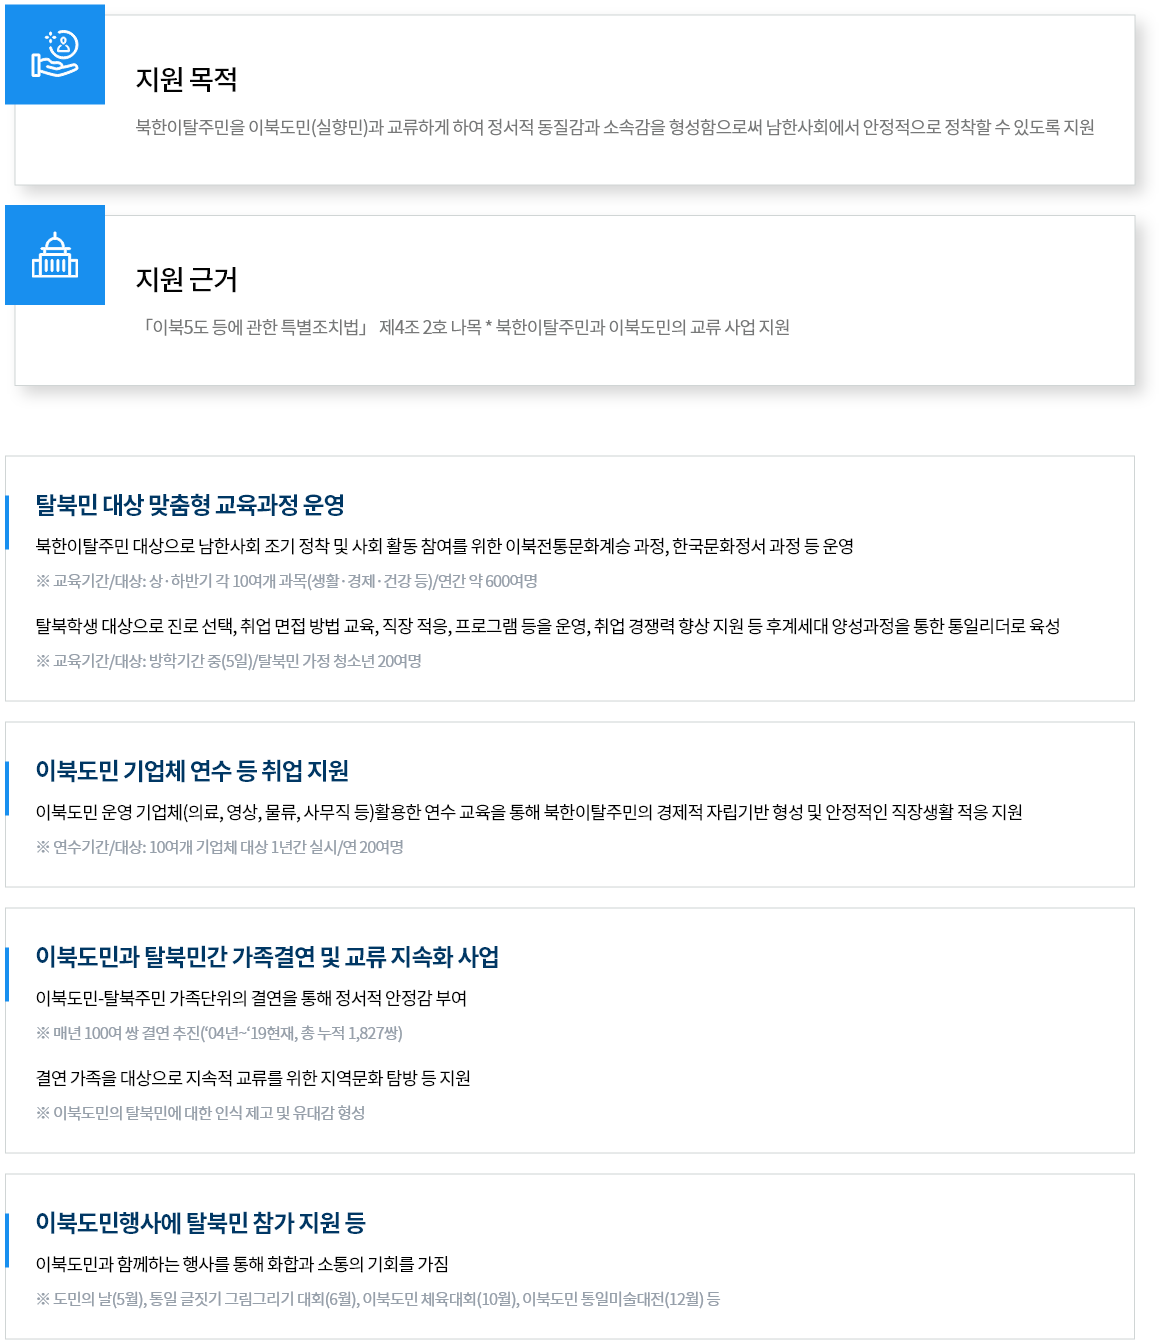 지원 목적
북한이탈주민을 이북도민(실향민)과 교류하게 하여 정서적 동질감과 소속감을 형성함으로써 남한사회에서 안정적으로 정착할 수 있도록 지원
지원 근거
「이북5도 등에 관한 특별조치법」 제4조 2호 나목 * 북한이탈주민과 이북도민의 교류 사업 지원
탈북민 대상 맞춤형 교육과정 운영
북한이탈주민 대상으로 남한사회 조기 정착 및 사회 활동 참여를 위한 이북전통문화계승 과정, 한국문화정서 과정 등 운영
※ 교육기간/대상: 상·하반기 각 10여개 과목(생활·경제·건강 등)/연간 약 600여명
탈북학생 대상으로 진로 선택, 취업 면접 방법 교육, 직장 적응, 프로그램 등을 운영, 취업 경쟁력 향상 지원 등 후계세대 양성과정을 통한 통일리더로 육성
※ 교육기간/대상: 방학기간 중(5일)/탈북민 가정 청소년 20여명
이북도민 기업체 연수 등 취업 지원
이북도민 운영 기업체(의료, 영상, 물류, 사무직 등)활용한 연수 교육을 통해 북한이탈주민의 경제적 자립기반 형성 및 안정적인 직장생활 적응 지원
※ 연수기간/대상: 10여개 기업체 대상 1년간 실시/연 20여명
이북도민과 탈북민간 가족결연 및 교류 지속화 사업
이북도민-탈북주민 가족단위의 결연을 통해 정서적 안정감 부여
※ 매년 100여 쌍 결연 추진(‘04년~‘19현재, 총 누적 1,827쌍)
결연 가족을 대상으로 지속적 교류를 위한 지역문화 탐방 등 지원
※ 이북도민의 탈북민에 대한 인식 제고 및 유대감 형성
이북도민행사에 탈북민 참가 지원 등
이북도민과 함께하는 행사를 통해 화합과 소통의 기회를 가짐
※ 도민의 날(5월), 통일 글짓기 그림그리기 대회(6월), 이북도민 체육대회(10월), 이북도민 통일미술대전(12월) 등